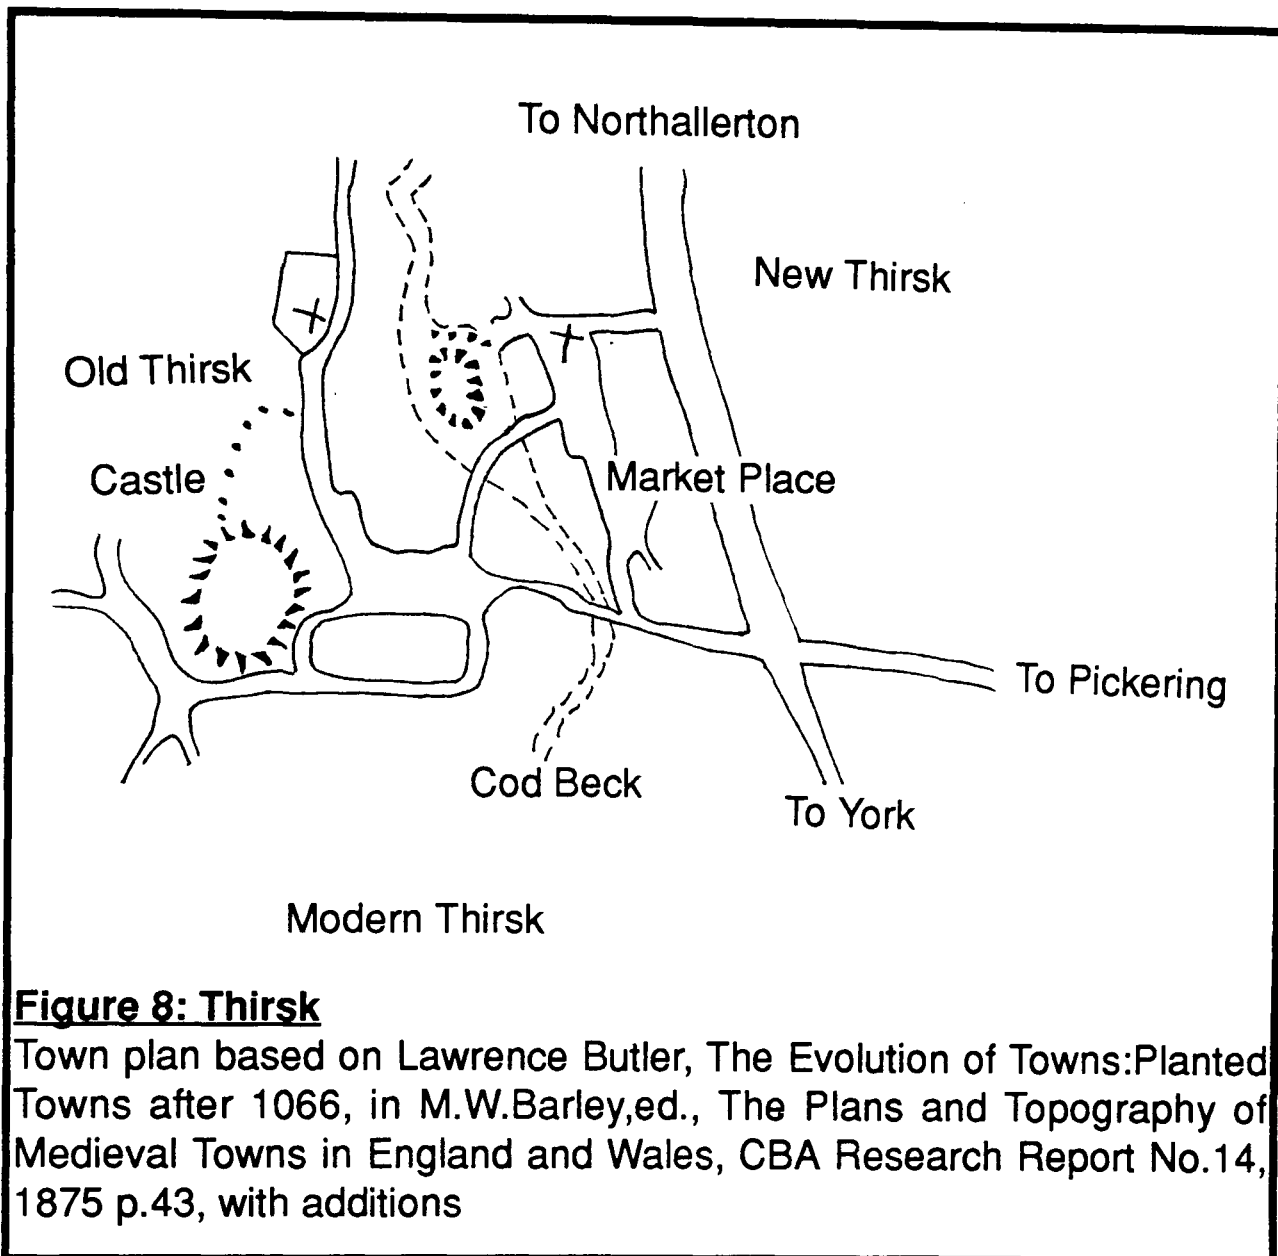 To Northallerton
New Thirsk
Old Thirsk
Castle
Market Place
To Pickering
Cod Beck
To York
Modern Thirsk
Figure 8: Thirsk
Town plan based on Lawrence Butler, The Evolution of Towns:Planted
Towns after 1066, in M.W.Barley,ed., The Plans and Topography of
Medieval Towns in England and Wales, CBA Research Report No.14,
1875 p.43, with additions